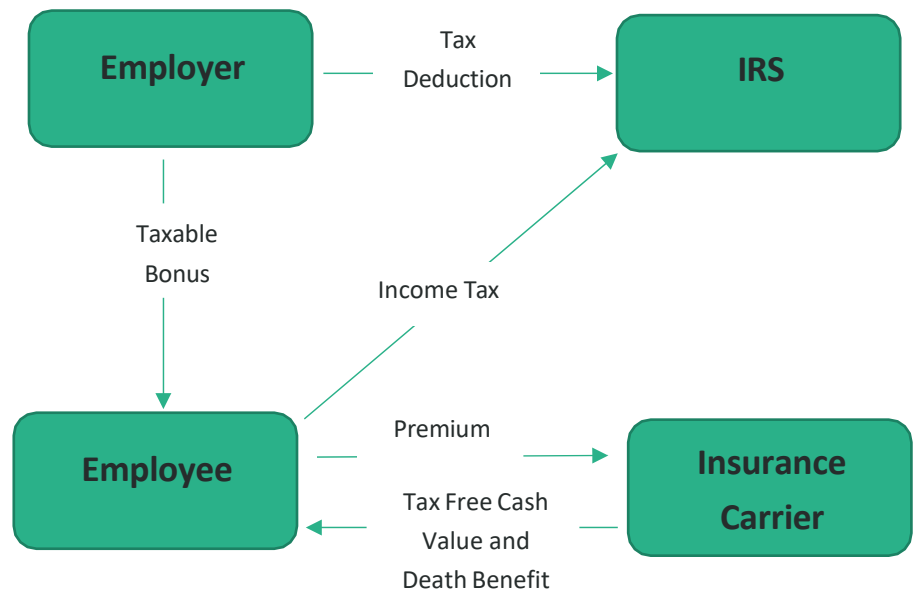 Employer
Tax
Deduction
IRS
Taxable
Bonus
Income Tax
Employee
Premium
Tax Free Cash
Value and
Death Benefit
Insurance
Carrier